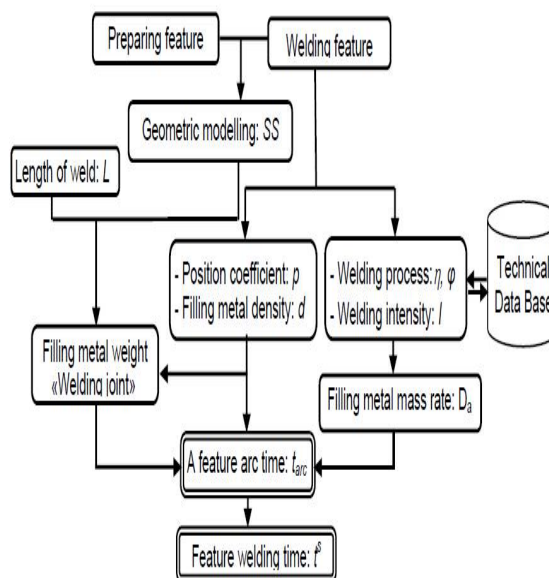 Preparing feature
Welding feature
Geometric modelling: SS
Length of weld: L
- Position coefficient: p
- Filling metal density: d
- Welding process: η, φ
- Welding intensity: I
Technical
Data Base
Filling metal weight
«Welding joint»
Filling metal mass rate: Da
A feature arc time: tarc
Feature welding time: ts